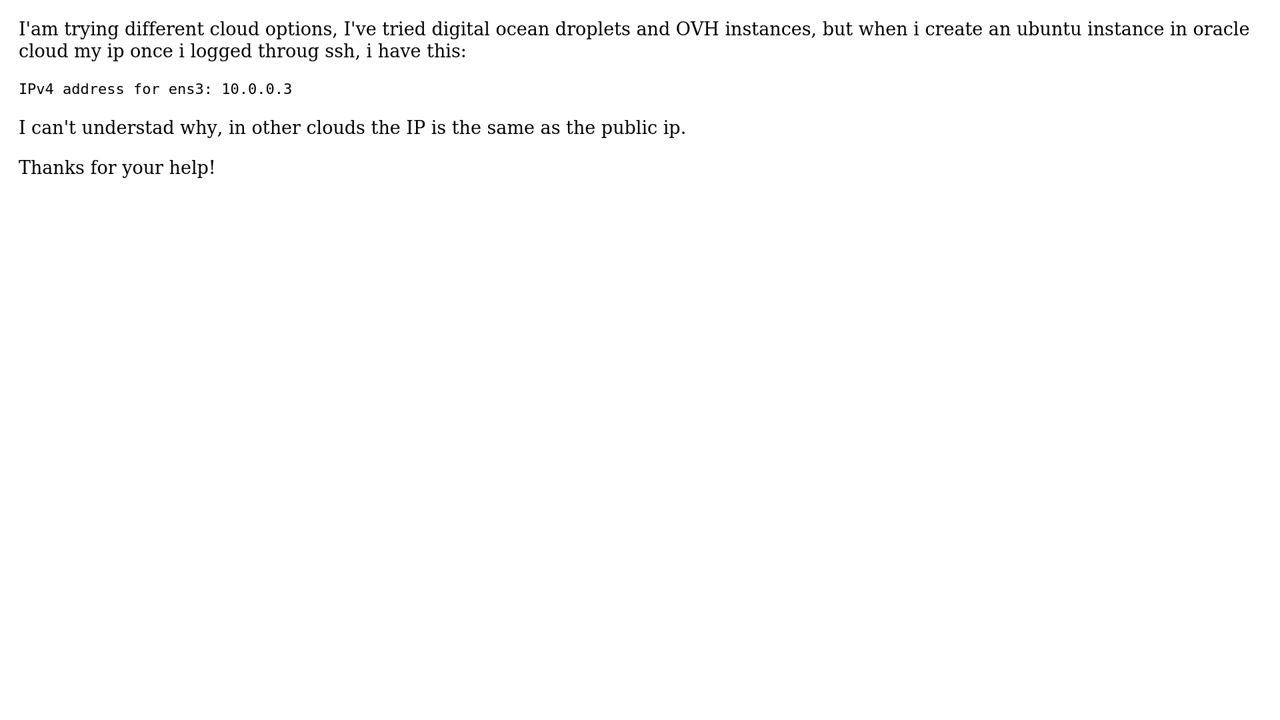 I'am trying different cloud options, I've tried digital ocean droplets and OVH instances, but when i create an ubuntu instance in oracle
cloud my ip once i logged throug ssh, i have this:
IPv4 address for ens3: 10.0.0.3
I can't understad why, in other clouds the IP is the same as the public ip.
Thanks for your help!